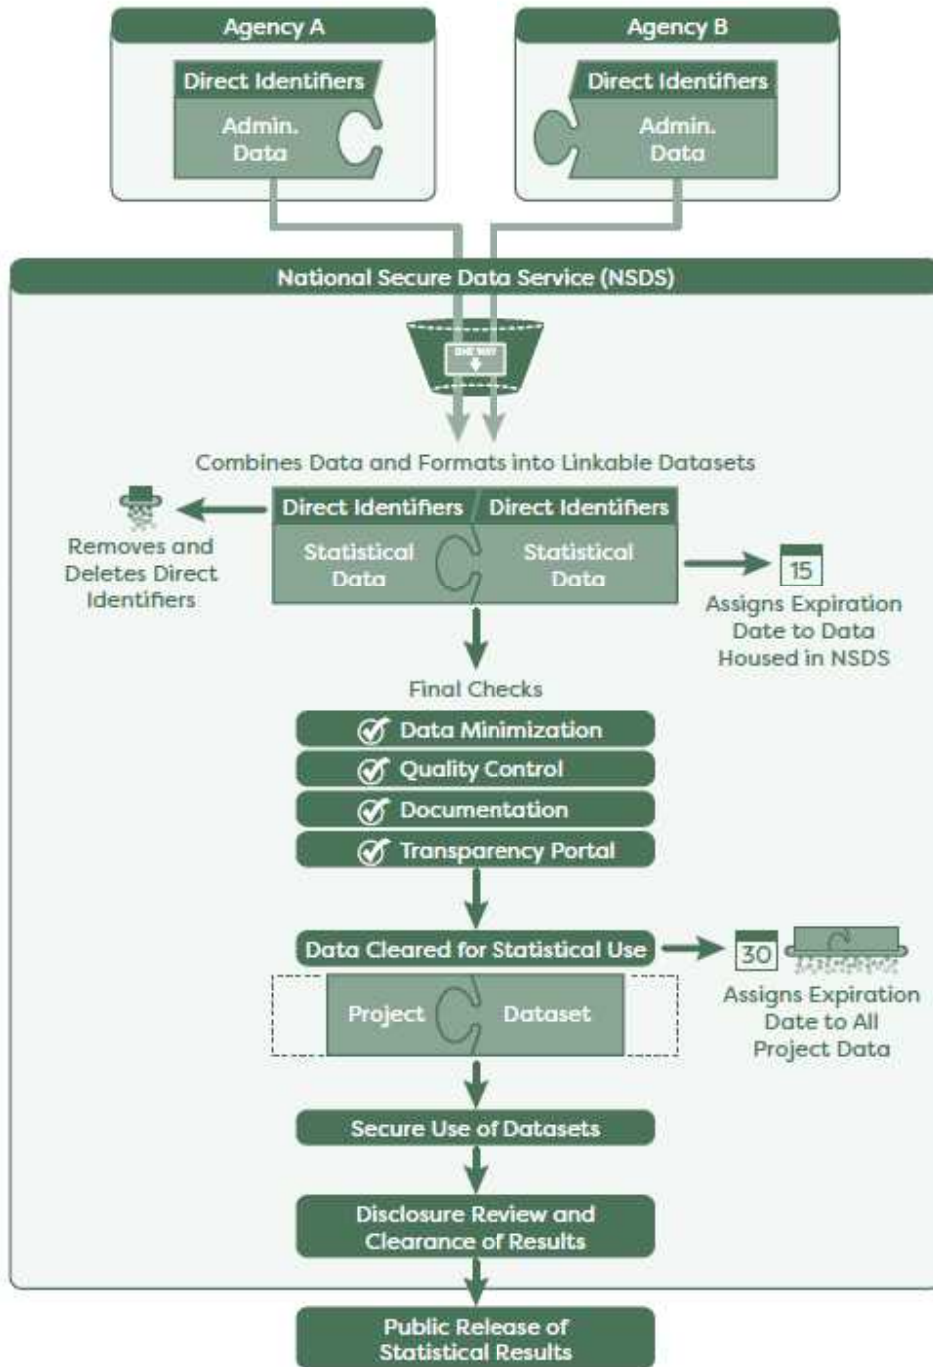 Agency A
Direct Identifiers
Admin.
Data
Agency B
Direct Identifiers
Admin.
Data
National Secure Data Service (NSDS)
ONE WAY
Combines Data and Formats into Linkable Datasets
Direct Identifiers
Direct Identifiers
Statistical
Data
Statistical
Data
Removes and
Deletes Direct
Identifiers
15
Assigns Expiration
Date to Data
Housed in NSDS
Final Checks
Data Minimization
Quality Control
Documentation
Transparency Portal
Data Cleared for Statistical Use
Project
Dataset
30
Assigns Expiration
Date to All
Project Data
Secure Use of Datasets
Disclosure Review and
Clearance of Results
Public Release of
Statistical Results